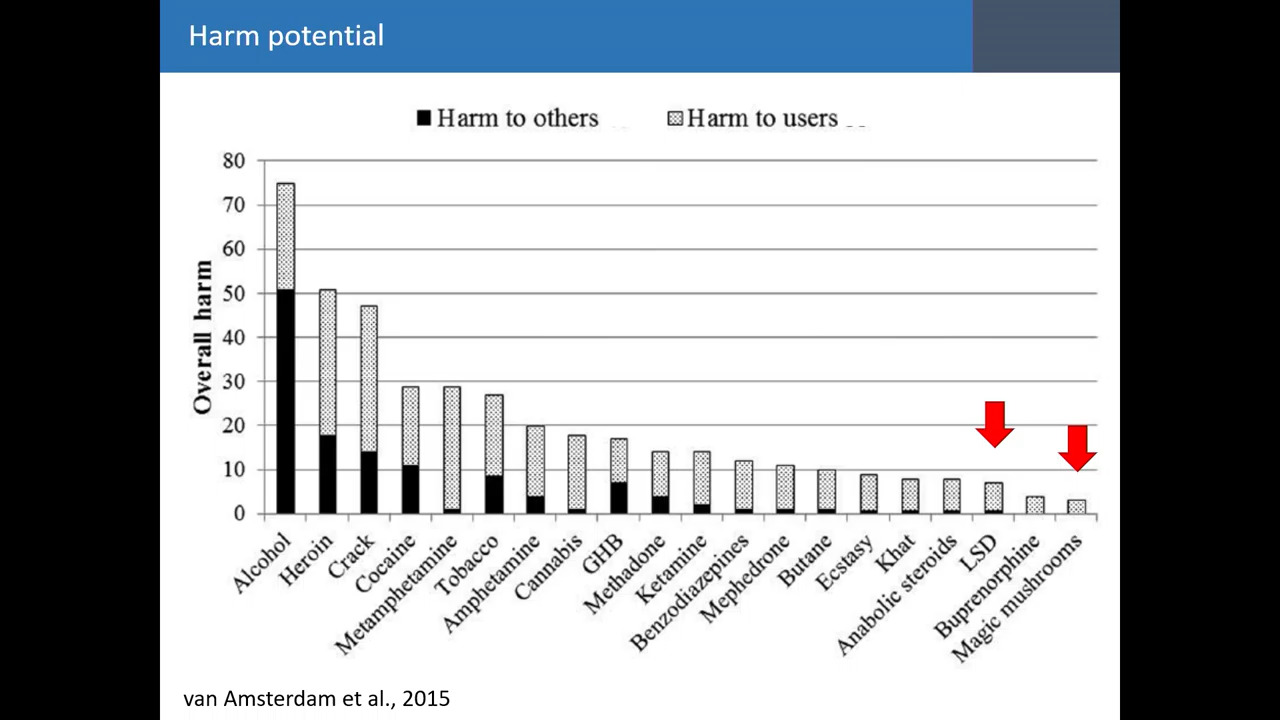 Harm potential
Harm to others
Harm to users
80
70
60
50
40
30
20
10
0
Overall harm
Alcohol
Heroin
Crack
Cocaine
Metamphetamine
Tobacco
Amphetamine
Cannabis
GHB
Methadone
Ketamine
Benzodiazepines
Mephedrone
Butane
Ecstasy
Khat
Anabolic steroids
LSD
Buprenorphine
Magic mushrooms
van Amsterdam et al., 2015